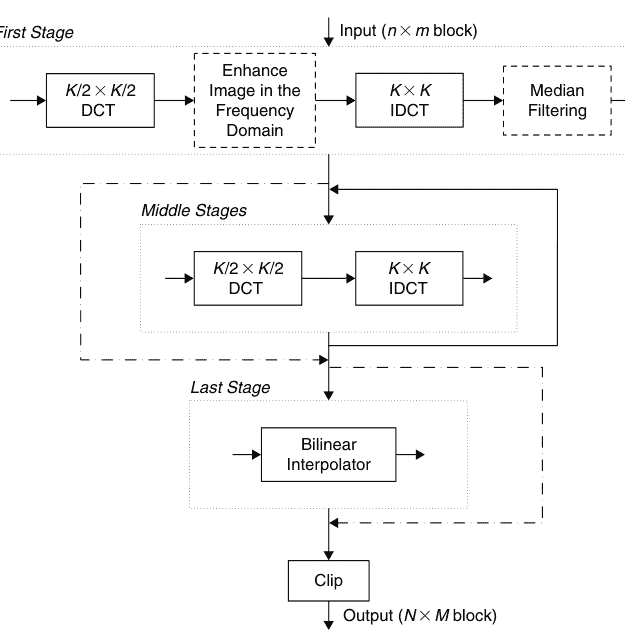 First Stage
Input (n × m block)
K/2 × K/2
DCT
Enhance
Image in the
Frequency
Domain
K × K
IDCT
Median
Filtering
Middle Stages
K/2 × K/2
DCT
K × K
IDCT
Last Stage
Bilinear
Interpolator
Clip
Output (N × M block)